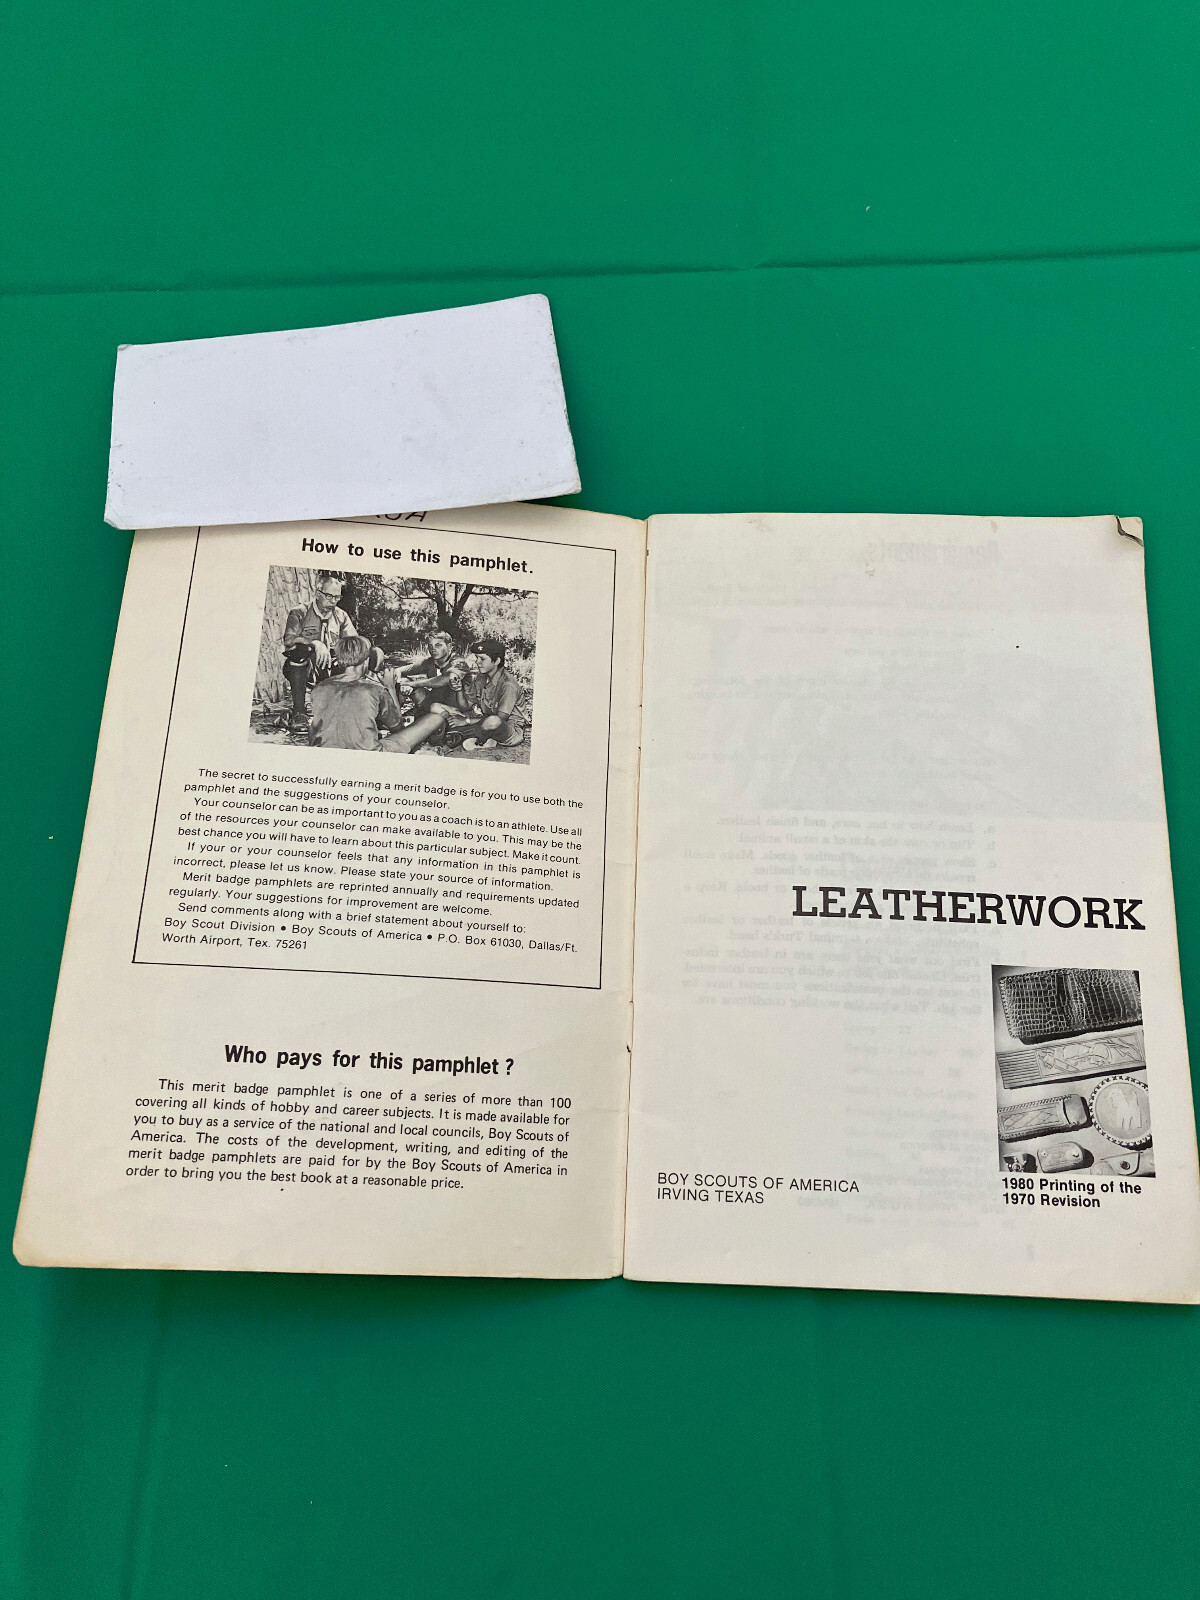 How to use this pamphlet.
The secret to successfully earning a merit badge is for you to use both the
pamphlet and the suggestions of your counselor.
Your counselor can be as important to you as a coach is to an athlete. Use all
of the resources your counselor can make available to you. This may be the
best chance you will have to learn about this particular subject. Make it count.
If your or your counselor feels that any information in this pamphlet is
incorrect, please let us know. Please state your source of information.
Merit badge pamphlets are reprinted annually and requirements updated
regularly. Your suggestions for improvement are welcome.
Send comments along with a brief statement about yourself to:
Boy Scout Division • Boy Scouts of America • P.O. Box 61030, Dallas/Ft.
Worth Airport, Tex. 75261
Who pays for this pamphlet ?
This merit badge pamphlet is one of a series of more than 100
covering all kinds of hobby and career subjects. It is made available for
you to buy as a service of the national and local councils, Boy Scouts of
America. The costs of the development, writing, and editing of the
merit badge pamphlets are paid for by the Boy Scouts of America in
order to bring you the best book at a reasonable price.
LEATHERWORK
BOY SCOUTS OF AMERICA
IRVING TEXAS
1980 Printing of the
1970 Revision